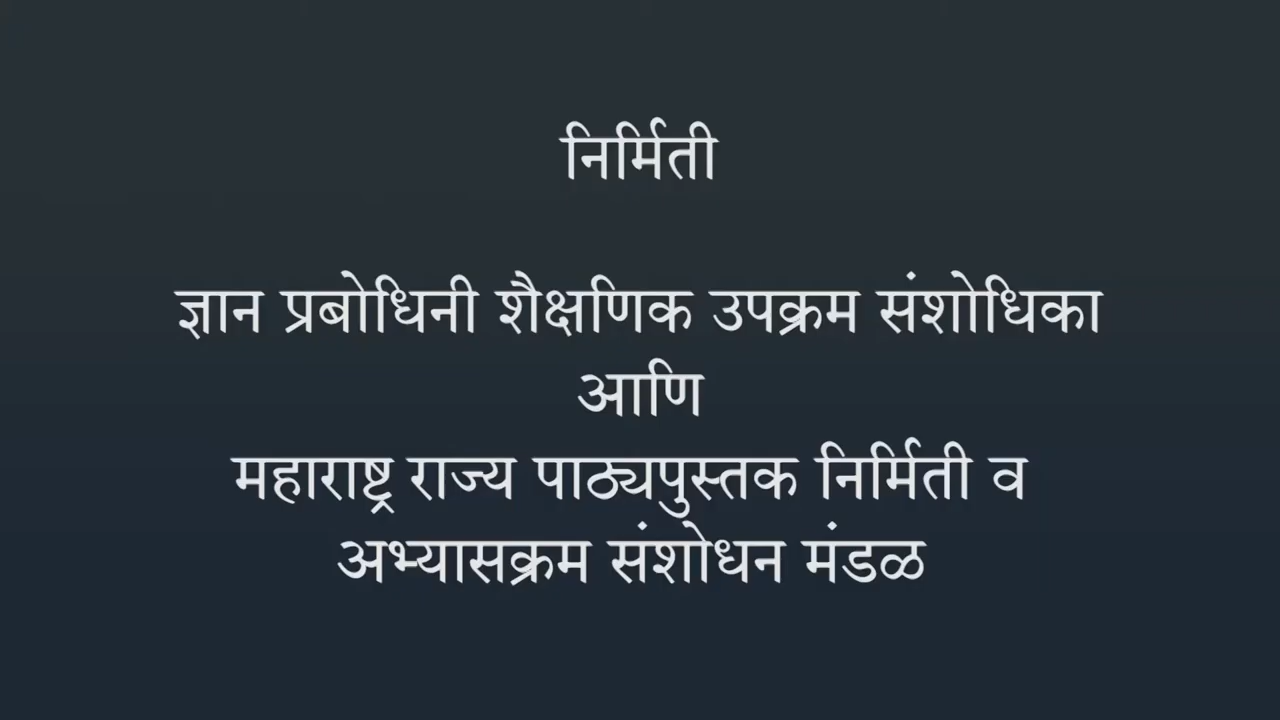 निर्मिती
ज्ञान प्रबोधिनी शैक्षणिक उपक्रम संशोधिका
आणि
महाराष्ट्र राज्य पाठ्यपुस्तक निर्मिती व
अभ्यासक्रम संशोधन मंडळ